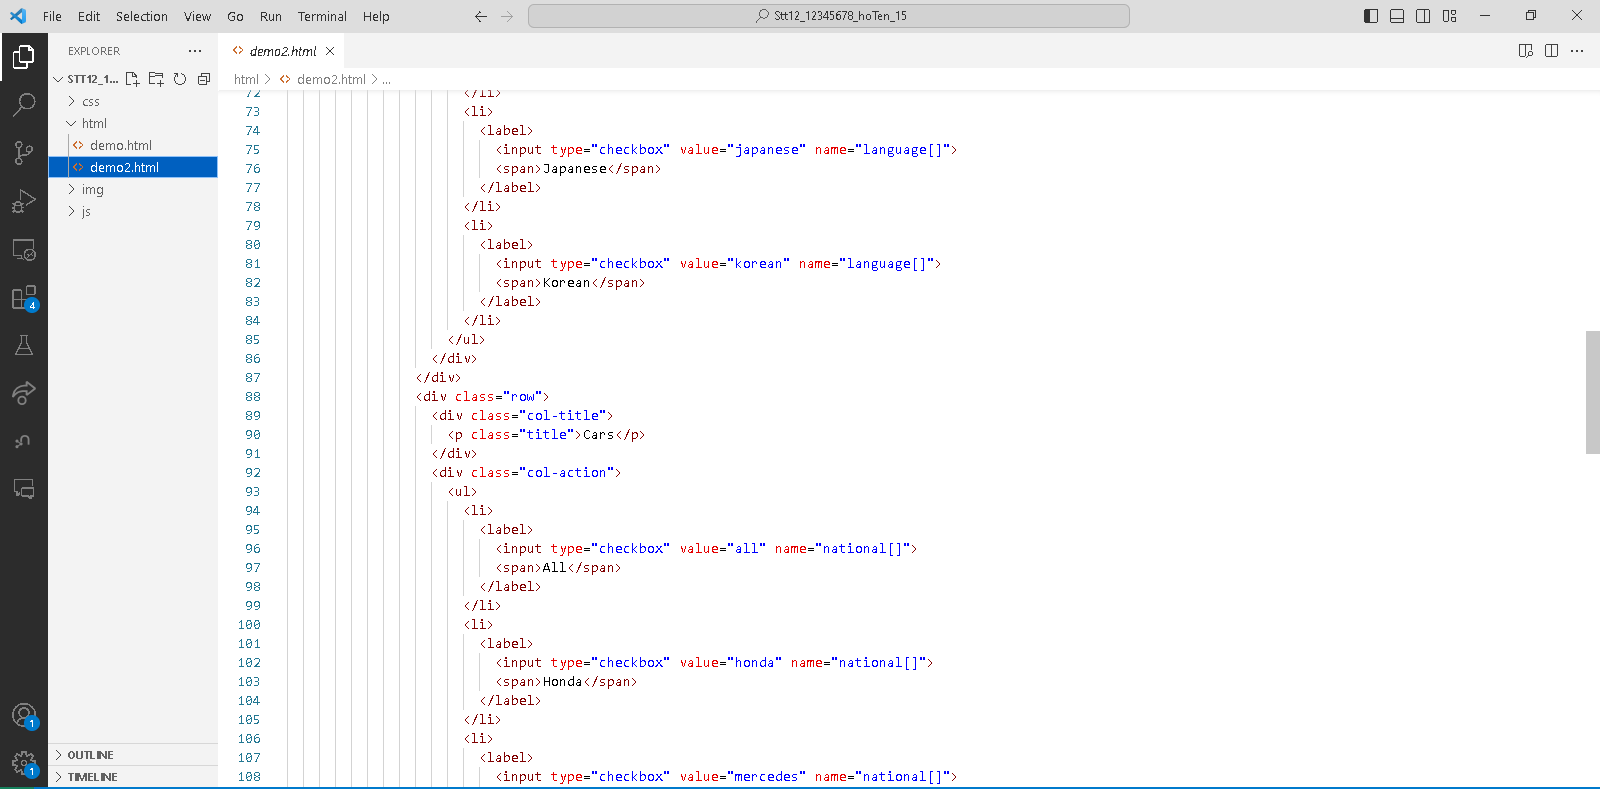 File Edit Selection View Go Run Terminal Help
Stt12_12345678_hoTen_15
EXPLORER
STT12_1...
css
html
demo.html
demo2.html
img
js
OUTLINE
TIMELINE
4
1
1
demo2.html
html > demo2.html > ...
72 </li>
73 <li>
74 <label>
75 <input type="checkbox" value="japanese" name="language[]">
76 <span>Japanese</span>
77 </label>
78 </li>
79 <li>
80 <label>
81 <input type="checkbox" value="korean" name="language[]">
82 <span>Korean</span>
83 </label>
84 </li>
85 </ul>
86 </div>
87 </div>
88 <div class="row">
89 <div class="col-title">
90 <p class="title">Cars</p>
91 </div>
92 <div class="col-action">
93 <ul>
94 <li>
95 <label>
96 <input type="checkbox" value="all" name="national[]">
97 <span>All</span>
98 </label>
99 </li>
100 <li>
101 <label>
102 <input type="checkbox" value="honda" name="national[]">
103 <span>Honda</span>
104 </label>
105 </li>
106 <li>
107 <label>
108 <input type="checkbox" value="mercedes" name="national[]">